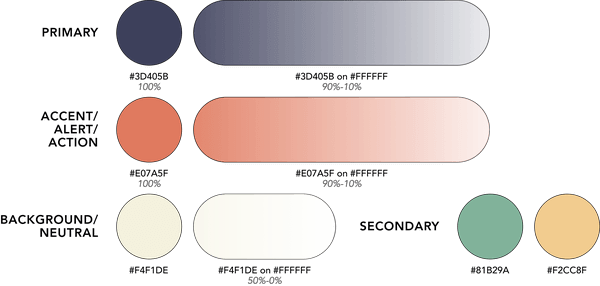 PRIMARY
#3D405B
100%
#3D405B on #FFFFFF
90%-10%
ACCENT/
ALERT/
ACTION
#E07A5F
100%
#E07A5F on #FFFFFF
90%-10%
BACKGROUND/
NEUTRAL
#F4F1DE
#F4F1DE on #FFFFFF
50%-0%
SECONDARY
#81B29A
#F2CC8F